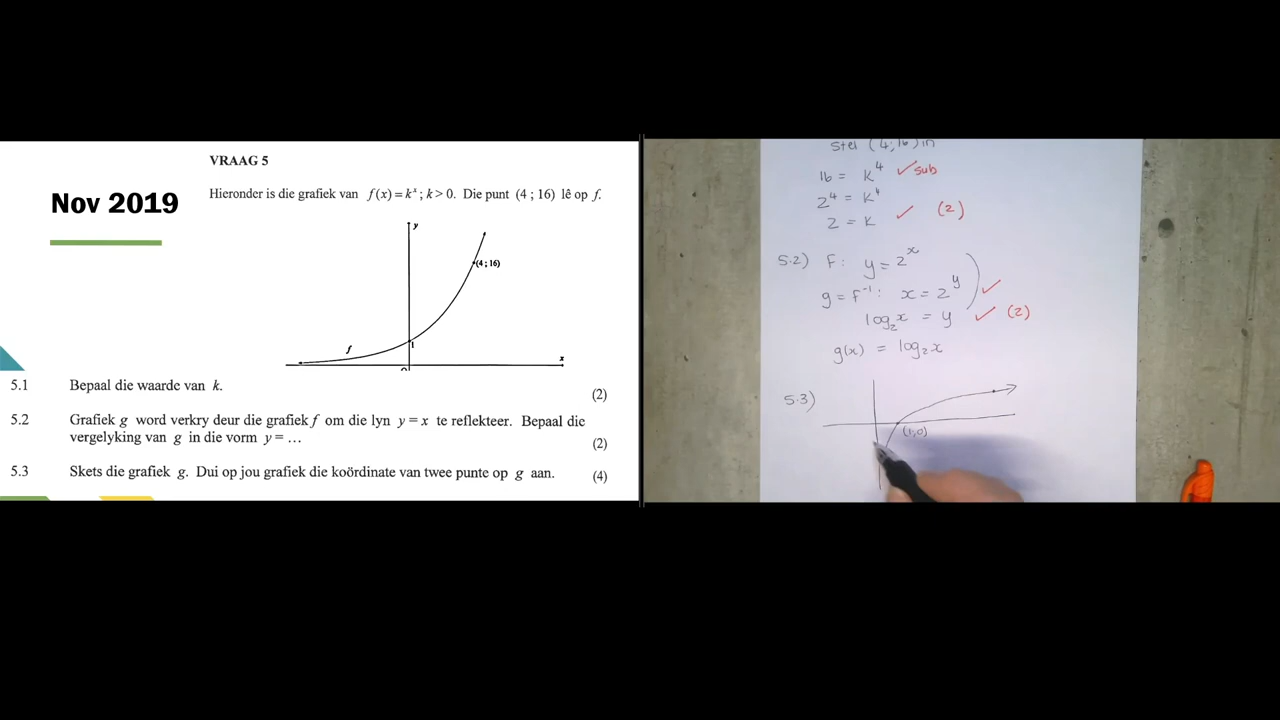 Nov 2019
VRAAG 5
Hieronder is die grafiek van f(x) = k^x ; k > 0. Die punt (4 ; 16) lê op f.
y
(4 ; 16)
f
1
x
O
5.1 Bepaal die waarde van k. (2)
5.2 Grafiek g word verkry deur die grafiek f om die lyn y = x te reflekteer. Bepaal die
vergelyking van g in die vorm y = ... (2)
5.3 Skets die grafiek g. Dui op jou grafiek die koördinate van twee punte op g aan. (4)
Stel (4; 16) in
16 = k^4 ✓sub
2^4 = k^4
2 = k ✓ (2)
5.2) f: y = 2^x
g = f^-1: x = 2^y ✓
log_2 x = y ✓ (2)
g(x) = log_2 x
5.3)
(1;0)